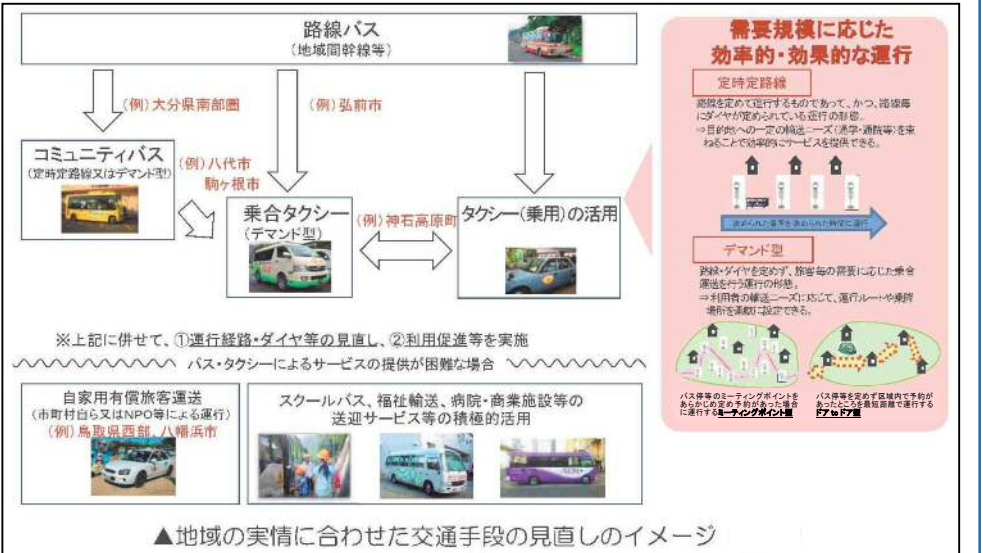 路線バス
(地域間幹線等)
(例)大分県南部圏
(例)弘前市
コミュニティバス
(定時定路線又はデマンド型)
(例)八代市
駒ヶ根市
乗合タクシー
(デマンド型)
(例)神石高原町
タクシー(乗用)の活用
※上記に併せて、①運行経路・ダイヤ等の見直し、②利用促進等を実施
バス・タクシーによるサービスの提供が困難な場合
自家用有償旅客運送
(市町村自ら又はNPO等による運行)
(例)鳥取県西部、八幡浜市
スクールバス、福祉輸送、病院・商業施設等の
送迎サービス等の積極的活用
需要規模に応じた
効率的・効果的な運行
定時定路線
路線を定めて運行するものであって、かつ、路線毎
にダイヤが定められている運行の形態。
⇒目的地への一定の輸送ニーズ(通学・通院等)を束
ねることで効率的にサービスを提供できる。
決められた場所を決められた時間に運行
デマンド型
路線・ダイヤを定めず、旅客毎の需要に応じた乗合
運送を行う運行の形態。
⇒利用者の輸送ニーズに応じて、運行ルートや乗降
場所を柔軟に設定できる。
バス停等のミーティングポイントを
あらかじめ定め予約があった場合
に運行するミーティングポイント型
バス停等を定めず区域内で予約が
あったところを最短距離で運行する
ドアtoドア型
▲地域の実情に合わせた交通手段の見直しのイメージ